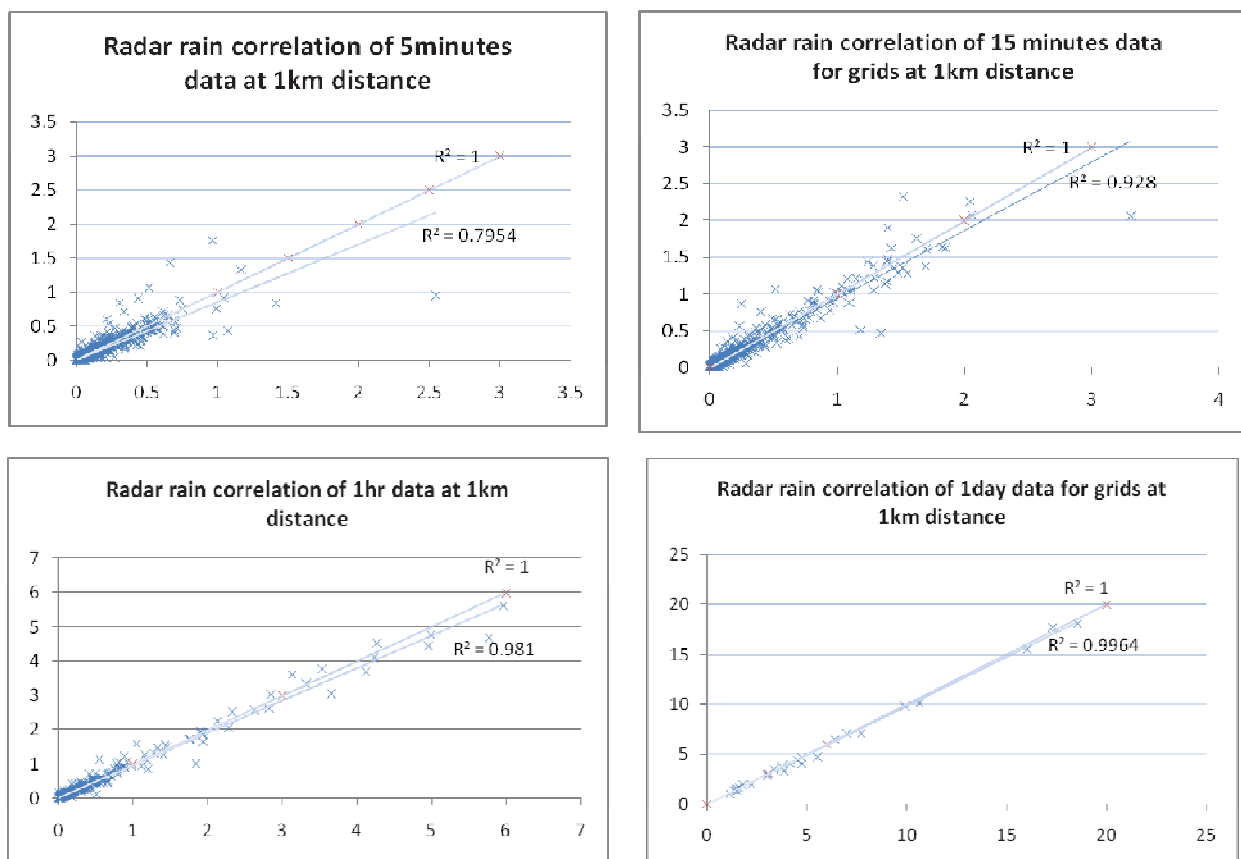 Radar rain correlation of 5minutes
data at 1km distance
3.5
3
2.5
2
1.5
1
0.5
0
R² = 1
R² = 0.7954
0 0.5 1 1.5 2 2.5 3 3.5
Radar rain correlation of 15 minutes data
for grids at 1km distance
3.5
3
2.5
2
1.5
1
0.5
0
R² = 1
R² = 0.928
0 1 2 3 4
Radar rain correlation of 1hr data at 1km
distance
7
6
5
4
3
2
1
0
R² = 1
R² = 0.981
0 1 2 3 4 5 6 7
Radar rain correlation of 1day data for grids at
1km distance
25
20
15
10
5
0
R² = 1
R² = 0.9964
0 5 10 15 20 25